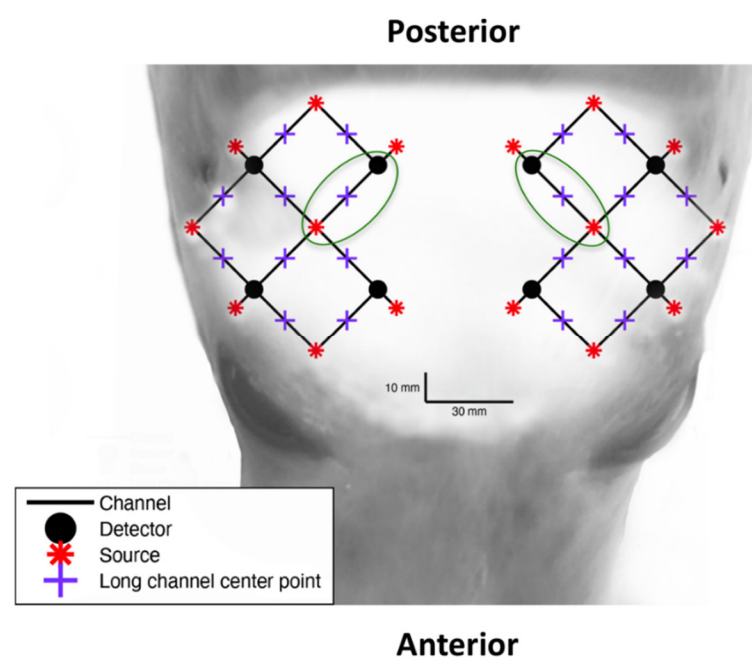 Posterior
10 mm
30 mm
Channel
Detector
Source
Long channel center point
Anterior